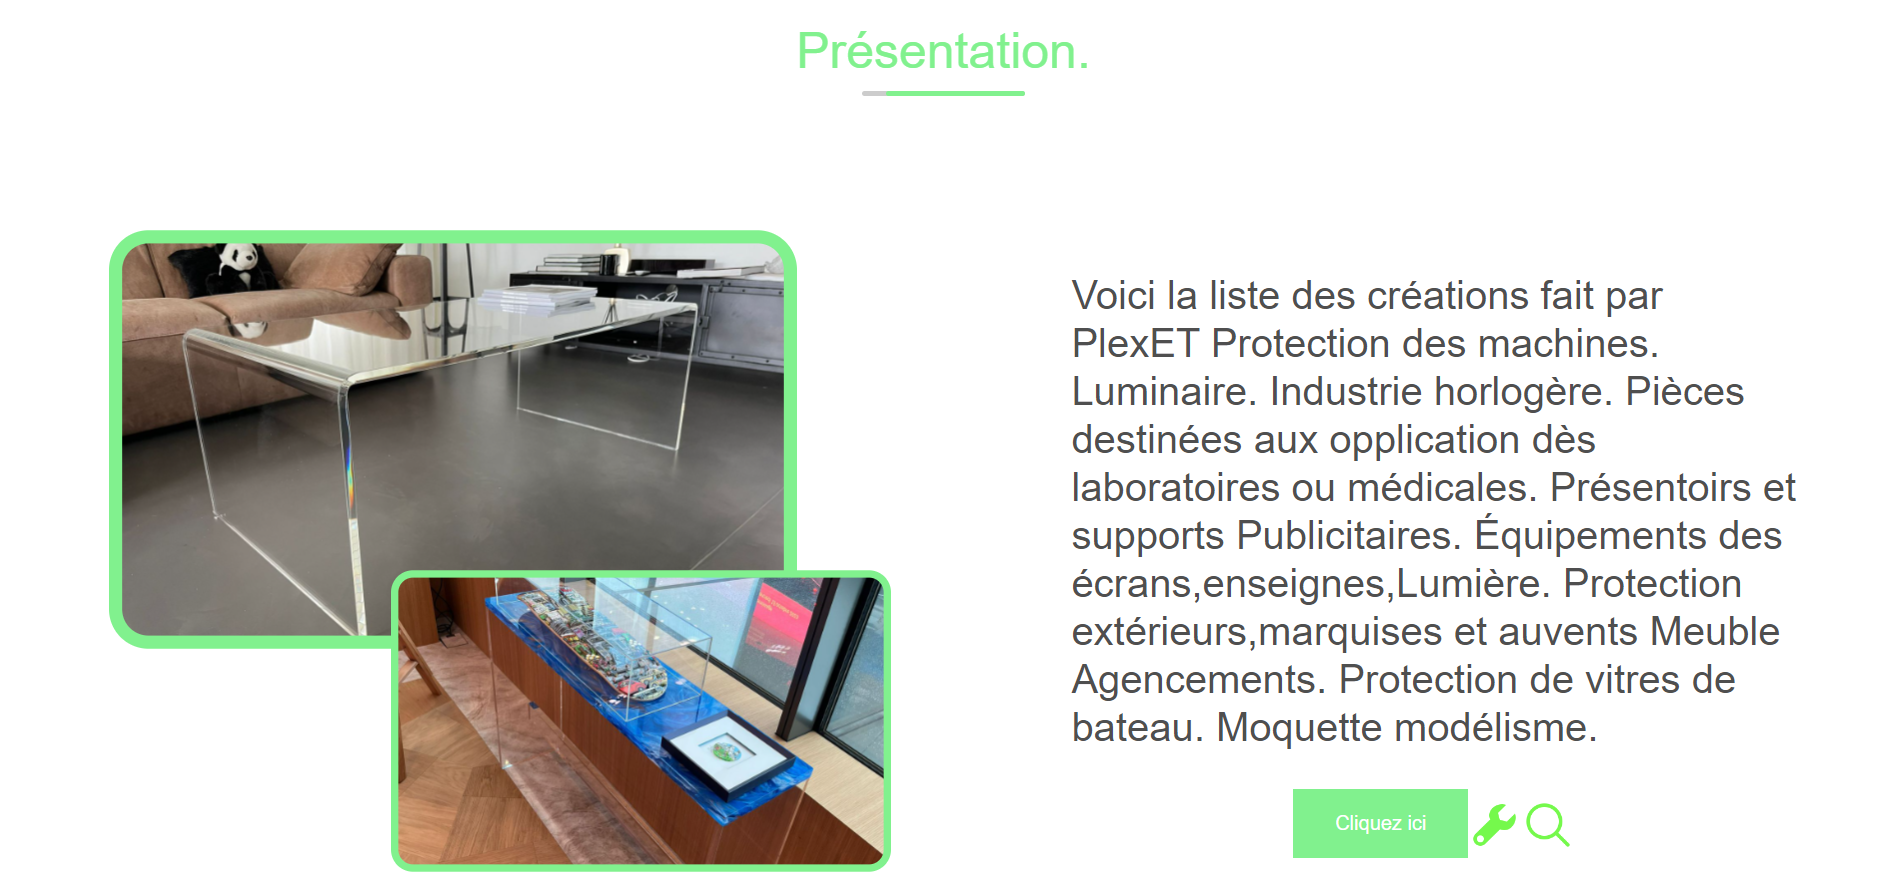 Présentation.
Voici la liste des créations fait par
PlexET Protection des machines.
Luminaire. Industrie horlogère. Pièces
destinées aux opplication dès
laboratoires ou médicales. Présentoirs et
supports Publicitaires. Équipements des
écrans,enseignes,Lumière. Protection
extérieurs,marquises et auvents Meuble
Agencements. Protection de vitres de
bateau. Moquette modélisme.
Cliquez ici